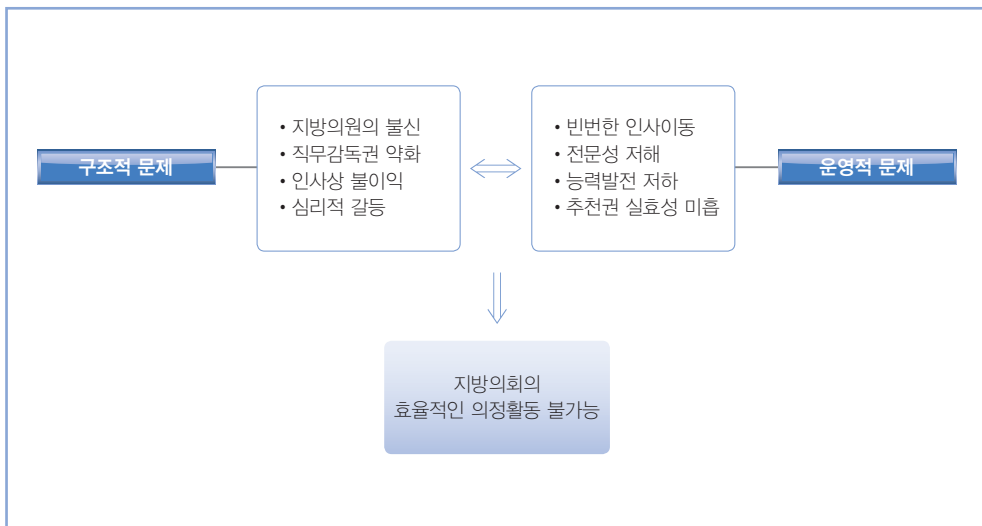 구조적 문제
• 지방의원의 불신
• 직무감독권 약화
• 인사상 불이익
• 심리적 갈등
• 빈번한 인사이동
• 전문성 저해
• 능력발전 저하
• 추천권 실효성 미흡
운영적 문제
지방의회의
효율적인 의정활동 불가능